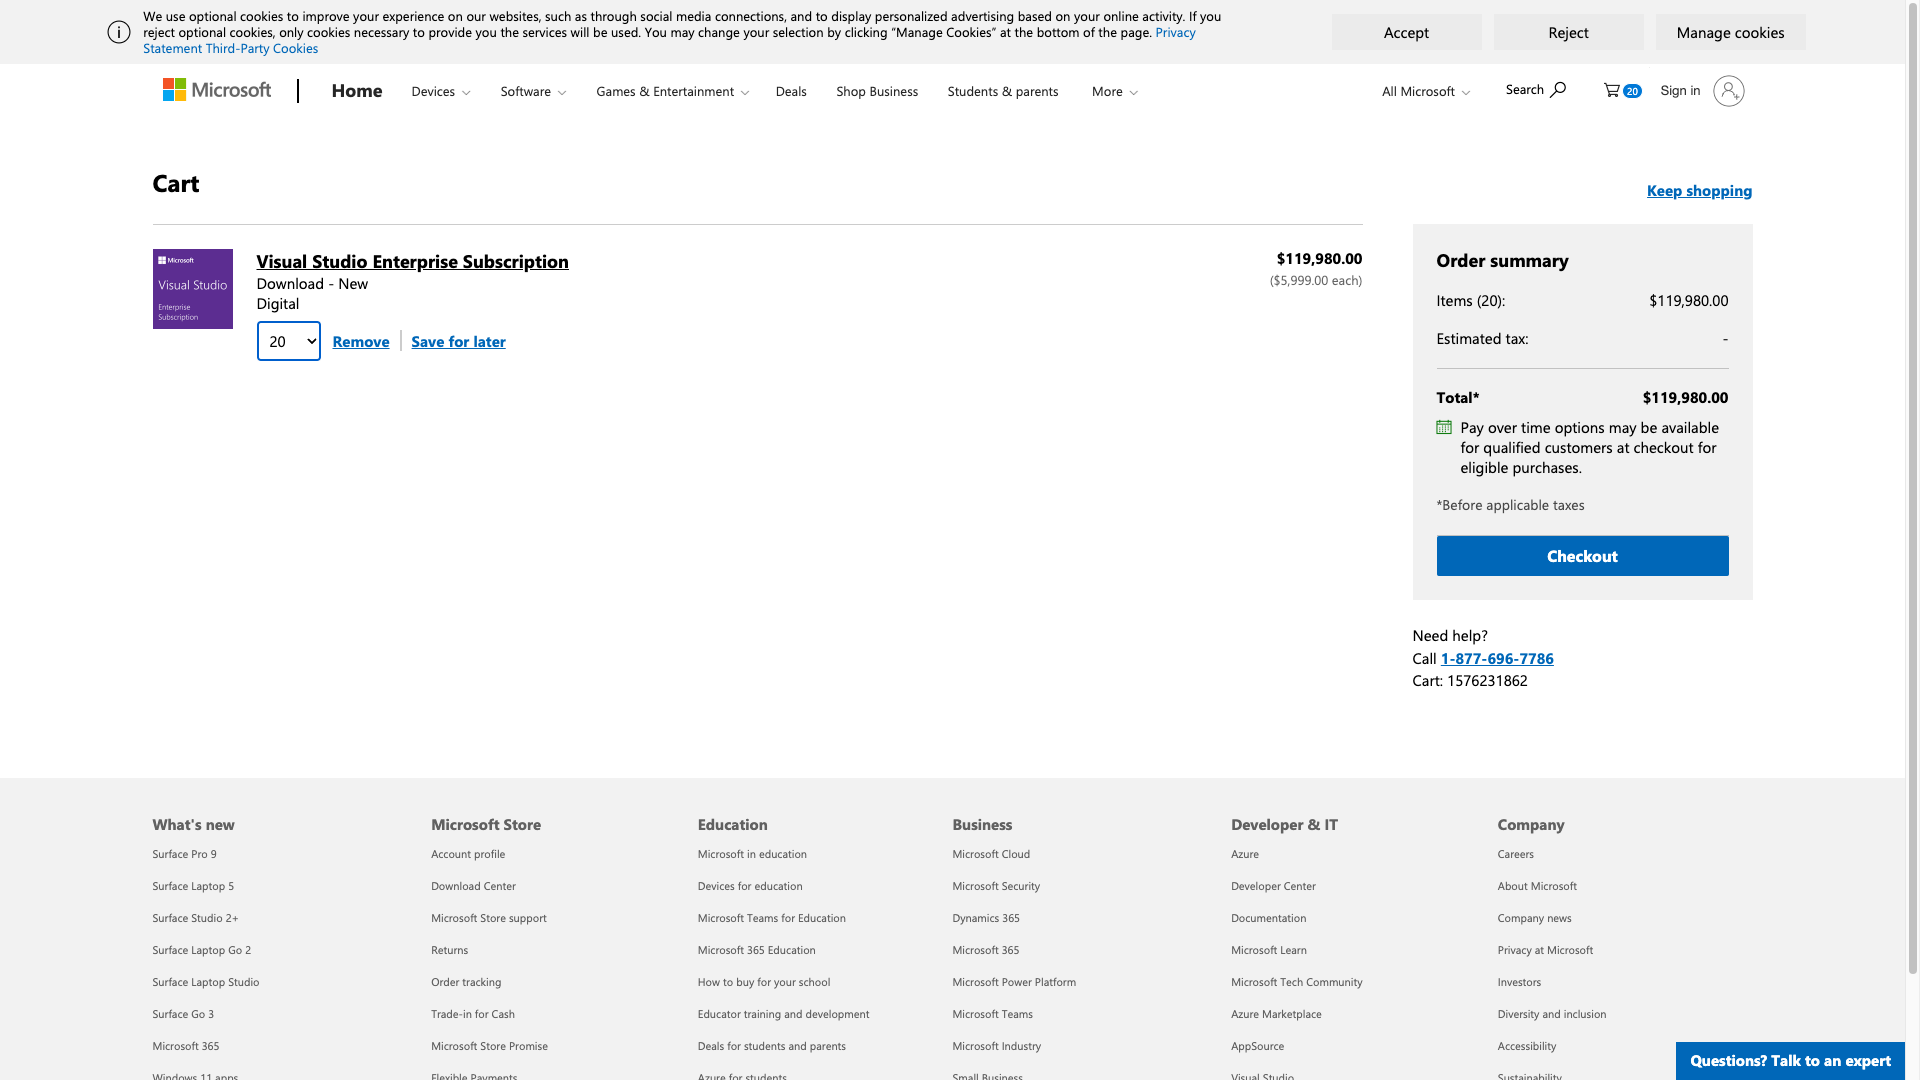 We use optional cookies to improve your experience on our websites, such as through social media connections, and to display personalized advertising based on your online activity. If you
reject optional cookies, only cookies necessary to provide you the services will be used. You may change your selection by clicking “Manage Cookies” at the bottom of the page. Privacy
Statement Third-Party Cookies
Accept
Reject
Manage cookies
Microsoft
Home
Devices
Software
Games & Entertainment
Deals
Shop Business
Students & parents
More
All Microsoft
Search
20
Sign in
Cart
Keep shopping
Microsoft
Visual Studio
Enterprise
Subscription
Visual Studio Enterprise Subscription
Download - New
Digital
20
Remove
Save for later
$119,980.00
($5,999.00 each)
Order summary
Items (20): $119,980.00
Estimated tax: -
Total* $119,980.00
Pay over time options may be available
for qualified customers at checkout for
eligible purchases.
*Before applicable taxes
Checkout
Need help?
Call 1-877-696-7786
Cart: 1576231862
What's new
Surface Pro 9
Surface Laptop 5
Surface Studio 2+
Surface Laptop Go 2
Surface Laptop Studio
Surface Go 3
Microsoft 365
Windows 11 apps
Microsoft Store
Account profile
Download Center
Microsoft Store support
Returns
Order tracking
Trade-in for Cash
Microsoft Store Promise
Flexible Payments
Education
Microsoft in education
Devices for education
Microsoft Teams for Education
Microsoft 365 Education
How to buy for your school
Educator training and development
Deals for students and parents
Azure for students
Business
Microsoft Cloud
Microsoft Security
Dynamics 365
Microsoft 365
Microsoft Power Platform
Microsoft Teams
Microsoft Industry
Small Business
Developer & IT
Azure
Developer Center
Documentation
Microsoft Learn
Microsoft Tech Community
Azure Marketplace
AppSource
Visual Studio
Company
Careers
About Microsoft
Company news
Privacy at Microsoft
Investors
Diversity and inclusion
Accessibility
Sustainability
Questions? Talk to an expert